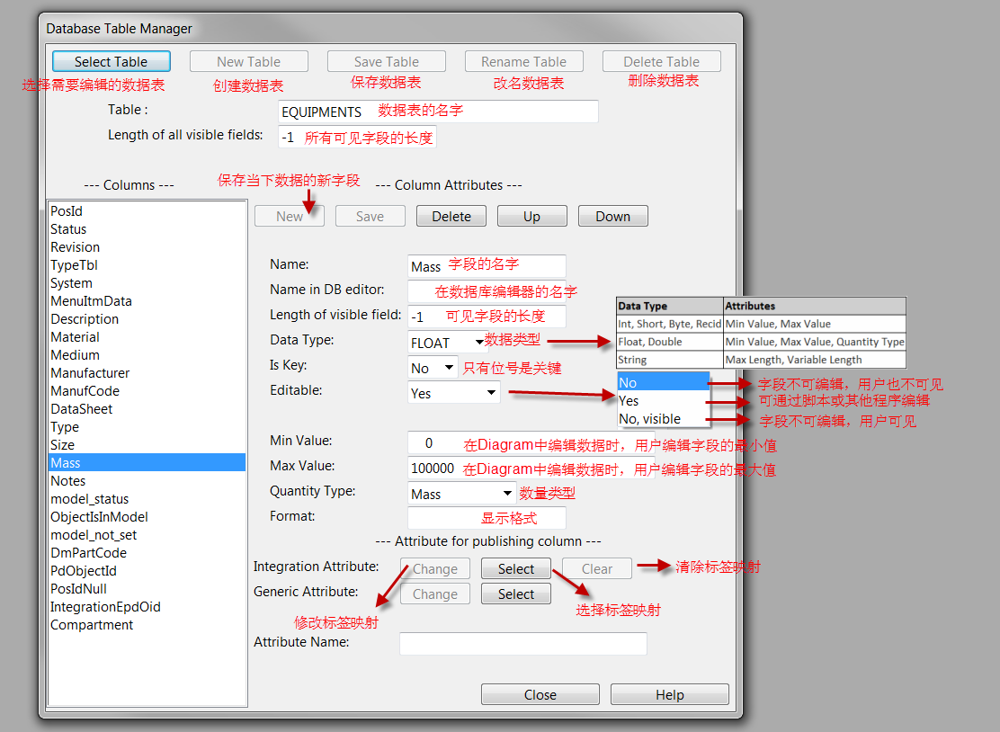 Database Table Manager
Select Table
New Table
Save Table
Rename Table
Delete Table
选择需要编辑的数据表
创建数据表
保存数据表
改名数据表
删除数据表
Table :
EQUIPMENTS
数据表的名字
Length of all visible fields:
-1
所有可见字段的长度
保存当下数据的新字段
--- Columns ---
--- Column Attributes ---
PosId
Status
Revision
TypeTbl
System
MenuItmData
Description
Material
Medium
Manufacturer
ManufCode
DataSheet
Type
Size
Mass
Notes
model_status
ObjectIsInModel
model_not_set
DmPartCode
PdObjectId
PosIdNull
IntegrationEpdOid
Compartment
New
Save
Delete
Up
Down
Name:
Mass
字段的名字
Name in DB editor:
在数据库编辑器的名字
Length of visible field:
-1
可见字段的长度
Data Type:
FLOAT
数据类型
Data Type
Attributes
Int, Short, Byte, Recid
Min Value, Max Value
Float, Double
Min Value, Max Value, Quantity Type
String
Max Length, Variable Length
Is Key:
No
只有位号是关键
Editable:
Yes
No
字段不可编辑，用户也不可见
Yes
可通过脚本或其他程序编辑
No, visible
字段不可编辑，用户可见
Min Value:
0
在Diagram中编辑数据时，用户编辑字段的最小值
Max Value:
100000
在Diagram中编辑数据时，用户编辑字段的最大值
Quantity Type:
Mass
数量类型
Format:
显示格式
--- Attribute for publishing column ---
Integration Attribute:
Change
Select
Clear
清除标签映射
Generic Attribute:
Change
Select
选择标签映射
修改标签映射
Attribute Name:
Close
Help